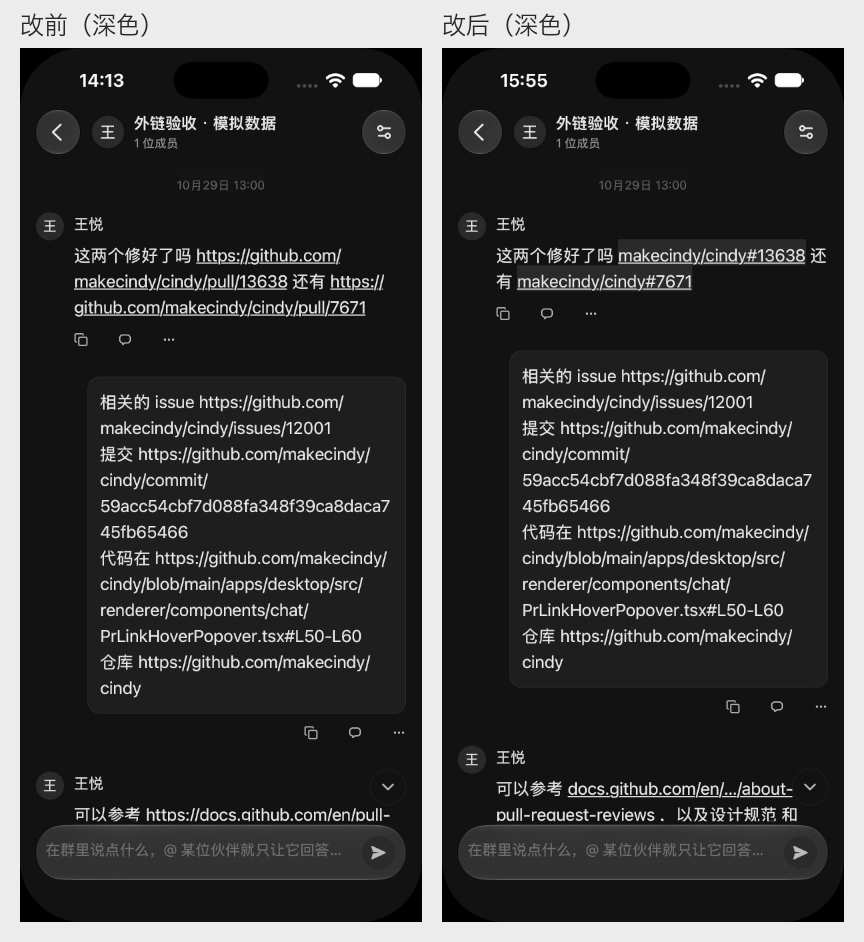 改前（深色）
14:13
王
外链验收 · 模拟数据
1 位成员
10月29日 13:00
王
王悦
这两个修好了吗 https://github.com/
makecindy/cindy/pull/13638 还有 https://
github.com/makecindy/cindy/pull/7671
相关的 issue https://github.com/
makecindy/cindy/issues/12001
提交 https://github.com/makecindy/
cindy/commit/
59acc54cbf7d088fa348f39ca8daca7
45fb65466
代码在 https://github.com/makecindy/
cindy/blob/main/apps/desktop/src/
renderer/components/chat/
PrLinkHoverPopover.tsx#L50-L60
仓库 https://github.com/makecindy/
cindy
王
王悦
可以参考 https://docs.github.com/en/pull-
在群里说点什么，@ 某位伙伴就只让它回答...
改后（深色）
15:55
王
外链验收 · 模拟数据
1 位成员
10月29日 13:00
王
王悦
这两个修好了吗 makecindy/cindy#13638 还
有 makecindy/cindy#7671
相关的 issue https://github.com/
makecindy/cindy/issues/12001
提交 https://github.com/makecindy/
cindy/commit/
59acc54cbf7d088fa348f39ca8daca7
45fb65466
代码在 https://github.com/makecindy/
cindy/blob/main/apps/desktop/src/
renderer/components/chat/
PrLinkHoverPopover.tsx#L50-L60
仓库 https://github.com/makecindy/
cindy
王
王悦
可以参考 docs.github.com/en/.../about-
pull-request-reviews 、以及设计规范 和
在群里说点什么，@ 某位伙伴就只让它回答...